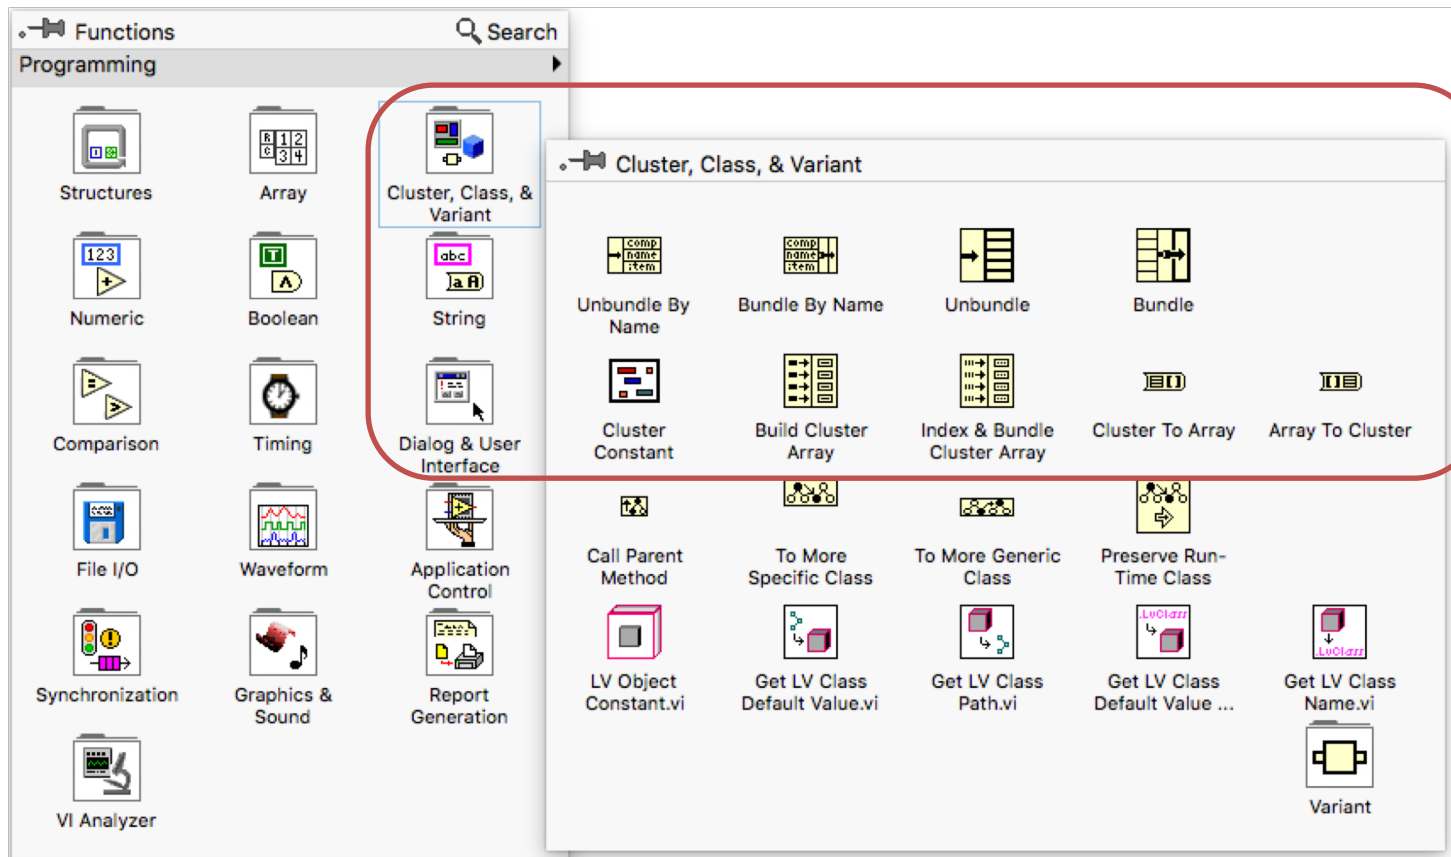 Functions
Search
Programming
Structures
Array
Cluster, Class, &
Variant
Numeric
Boolean
String
Comparison
Timing
Dialog & User
Interface
File I/O
Waveform
Application
Control
Synchronization
Graphics &
Sound
Report
Generation
VI Analyzer
Cluster, Class, & Variant
Unbundle By
Name
Bundle By Name
Unbundle
Bundle
Cluster
Constant
Build Cluster
Array
Index & Bundle
Cluster Array
Cluster To Array
Array To Cluster
Call Parent
Method
To More
Specific Class
To More Generic
Class
Preserve Run-
Time Class
LV Object
Constant.vi
Get LV Class
Default Value.vi
Get LV Class
Path.vi
Get LV Class
Default Value ...
Get LV Class
Name.vi
Variant